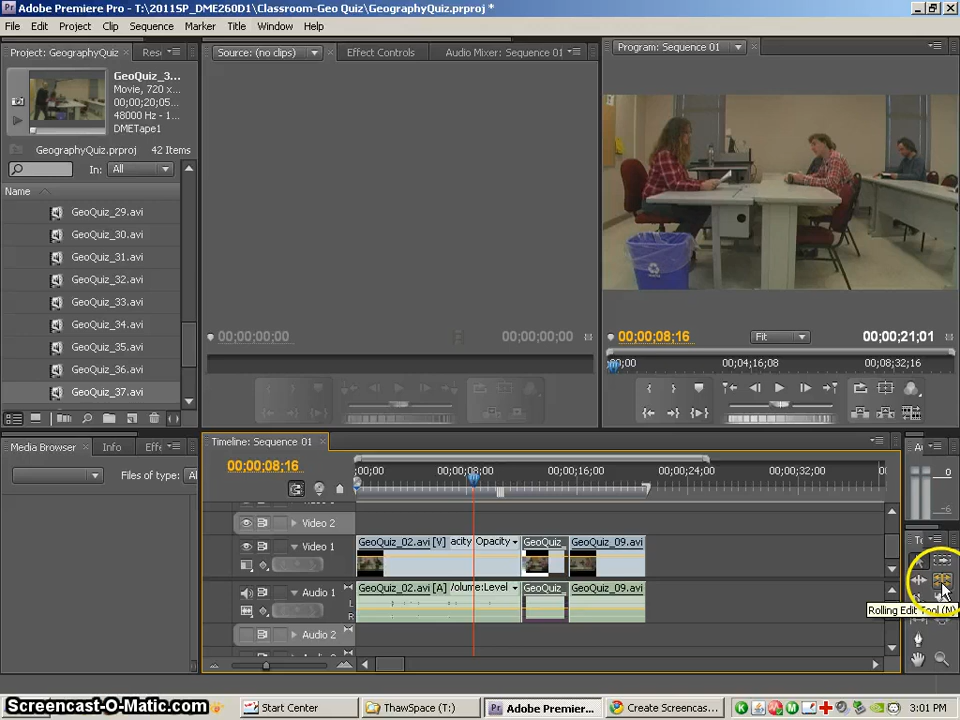 Adobe Premiere Pro - T:\2011SP_DME260D1\Classroom-Geo Quiz\GeographyQuiz.prproj *
File Edit Project Clip Sequence Marker Title Window Help
Project: GeographyQuiz
Source: (no clips) Effect Controls Audio Mixer: Sequence 01
Program: Sequence 01
GeoQuiz_3...
Movie, 720 x...
00;00;20;05...
48000 Hz - 1...
DMETape1
GeographyQuiz.prproj 42 Items
In: All
Name
GeoQuiz_29.avi
GeoQuiz_30.avi
GeoQuiz_31.avi
GeoQuiz_32.avi
GeoQuiz_33.avi
GeoQuiz_34.avi
GeoQuiz_35.avi
GeoQuiz_36.avi
GeoQuiz_37.avi
00;00;00;00 00;00;00;00
00;00;08;16 Fit 00;00;21;01
00;00 00;04;16;08 00;08;32;16
Media Browser Info Effe
Files of type: Al
Timeline: Sequence 01
00;00;08;16
;00;00 00;00;08;00 00;00;16;00 00;00;24;00 00;00;32;00 00
0
-6
Video 2
Video 1
GeoQuiz_02.avi [V] acity Opacity GeoQuiz_ GeoQuiz_09.avi
Audio 1
GeoQuiz_02.avi [A] /olume:Level GeoQuiz_ GeoQuiz_09.avi
L
R
Audio 2
To
Rolling Edit Tool (N)
Screencast-O-Matic.com
Start Center ThawSpace (T:) Adobe Premier... Create Screencas... 3:01 PM